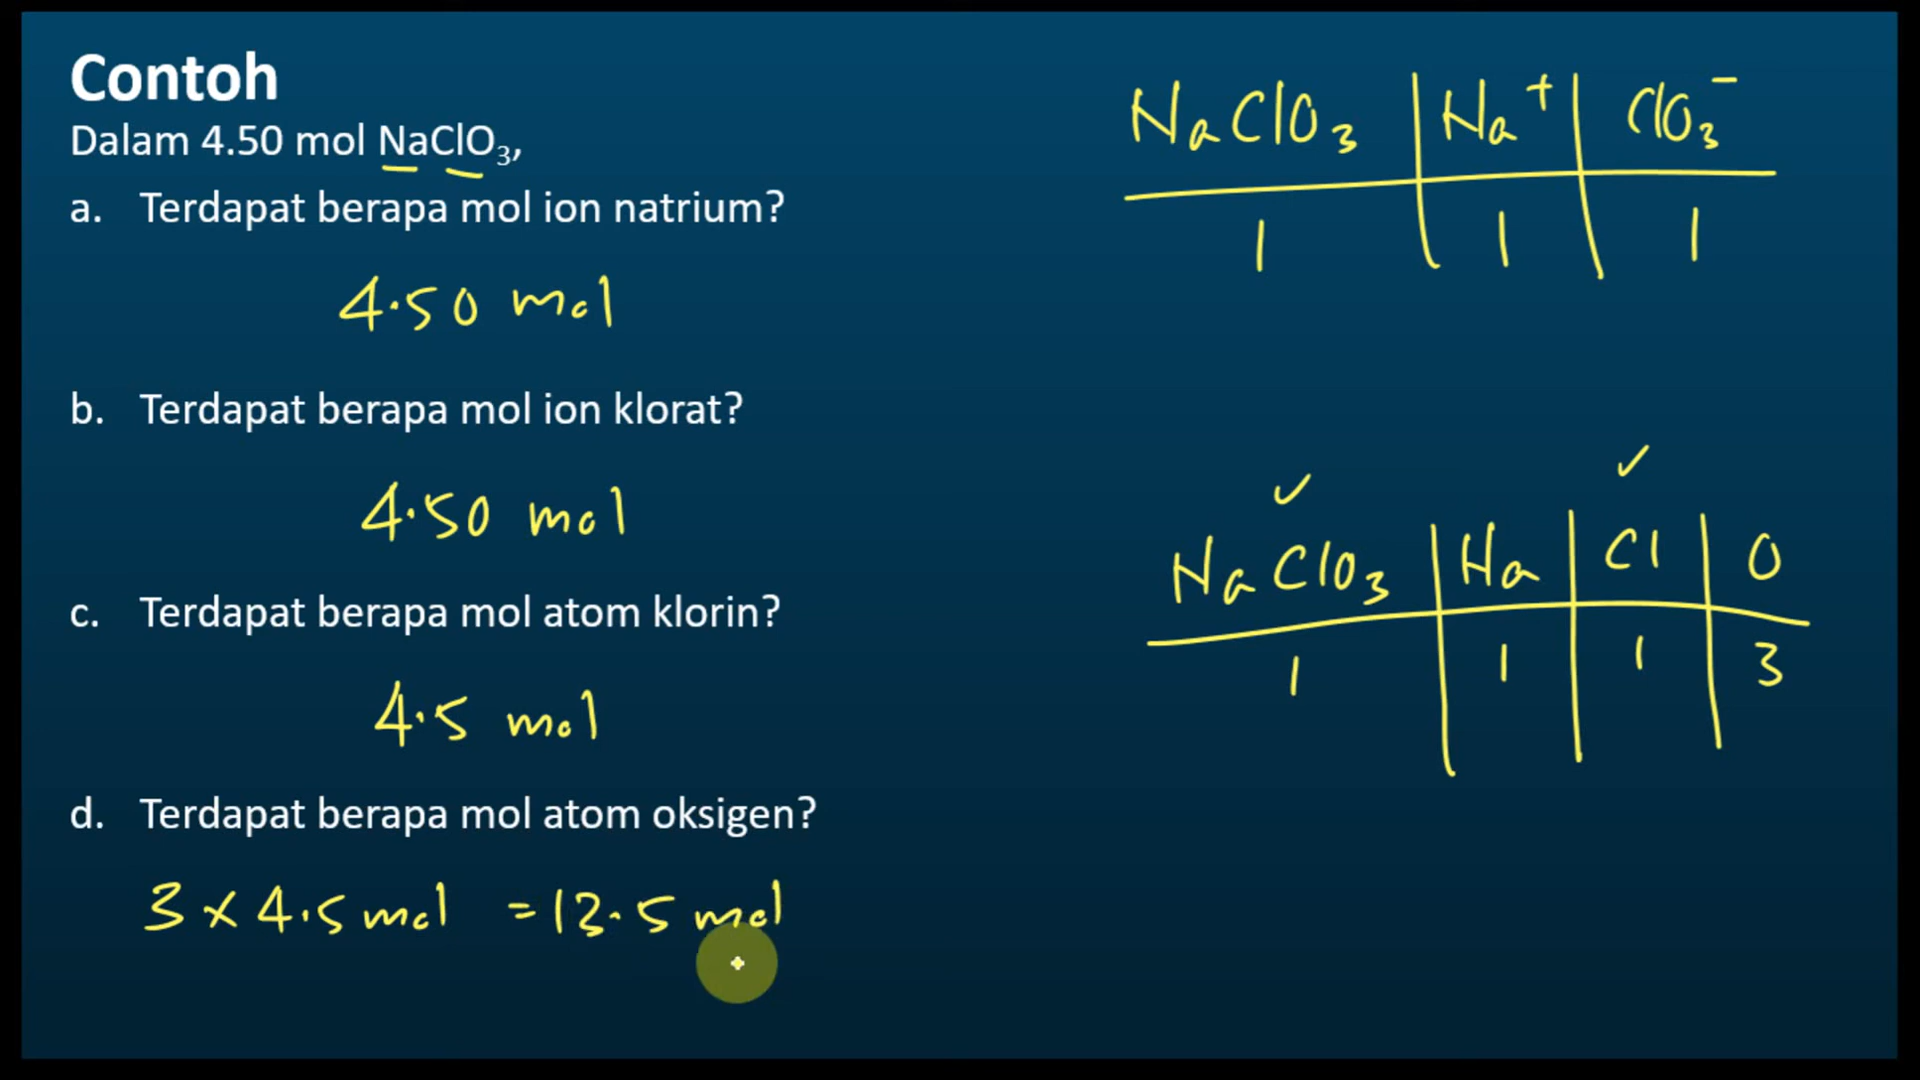 Contoh
Dalam 4.50 mol NaClO₃,
a. Terdapat berapa mol ion natrium?
4.50 mol
b. Terdapat berapa mol ion klorat?
4.50 mol
c. Terdapat berapa mol atom klorin?
4.5 mol
d. Terdapat berapa mol atom oksigen?
3 × 4.5 mol = 13.5 mol
NaClO₃ | Na⁺ | ClO₃⁻
1 | 1 | 1
✓ ✓
NaClO₃ | Na | Cl | O
1 | 1 | 1 | 3